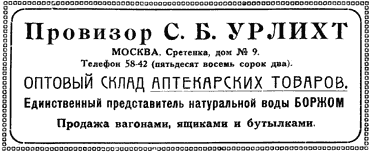 Провизор С. Б. УРЛИХТ
МОСКВА, Сретенка, дом № 9.
Телефон 58-42 (пятьдесят восемь сорок два).
ОПТОВЫЙ СКЛАД АПТЕКАРСКИХ ТОВАРОВ.
Единственный представитель натуральной воды БОРЖОМ
Продажа вагонами, ящиками и бутылками.